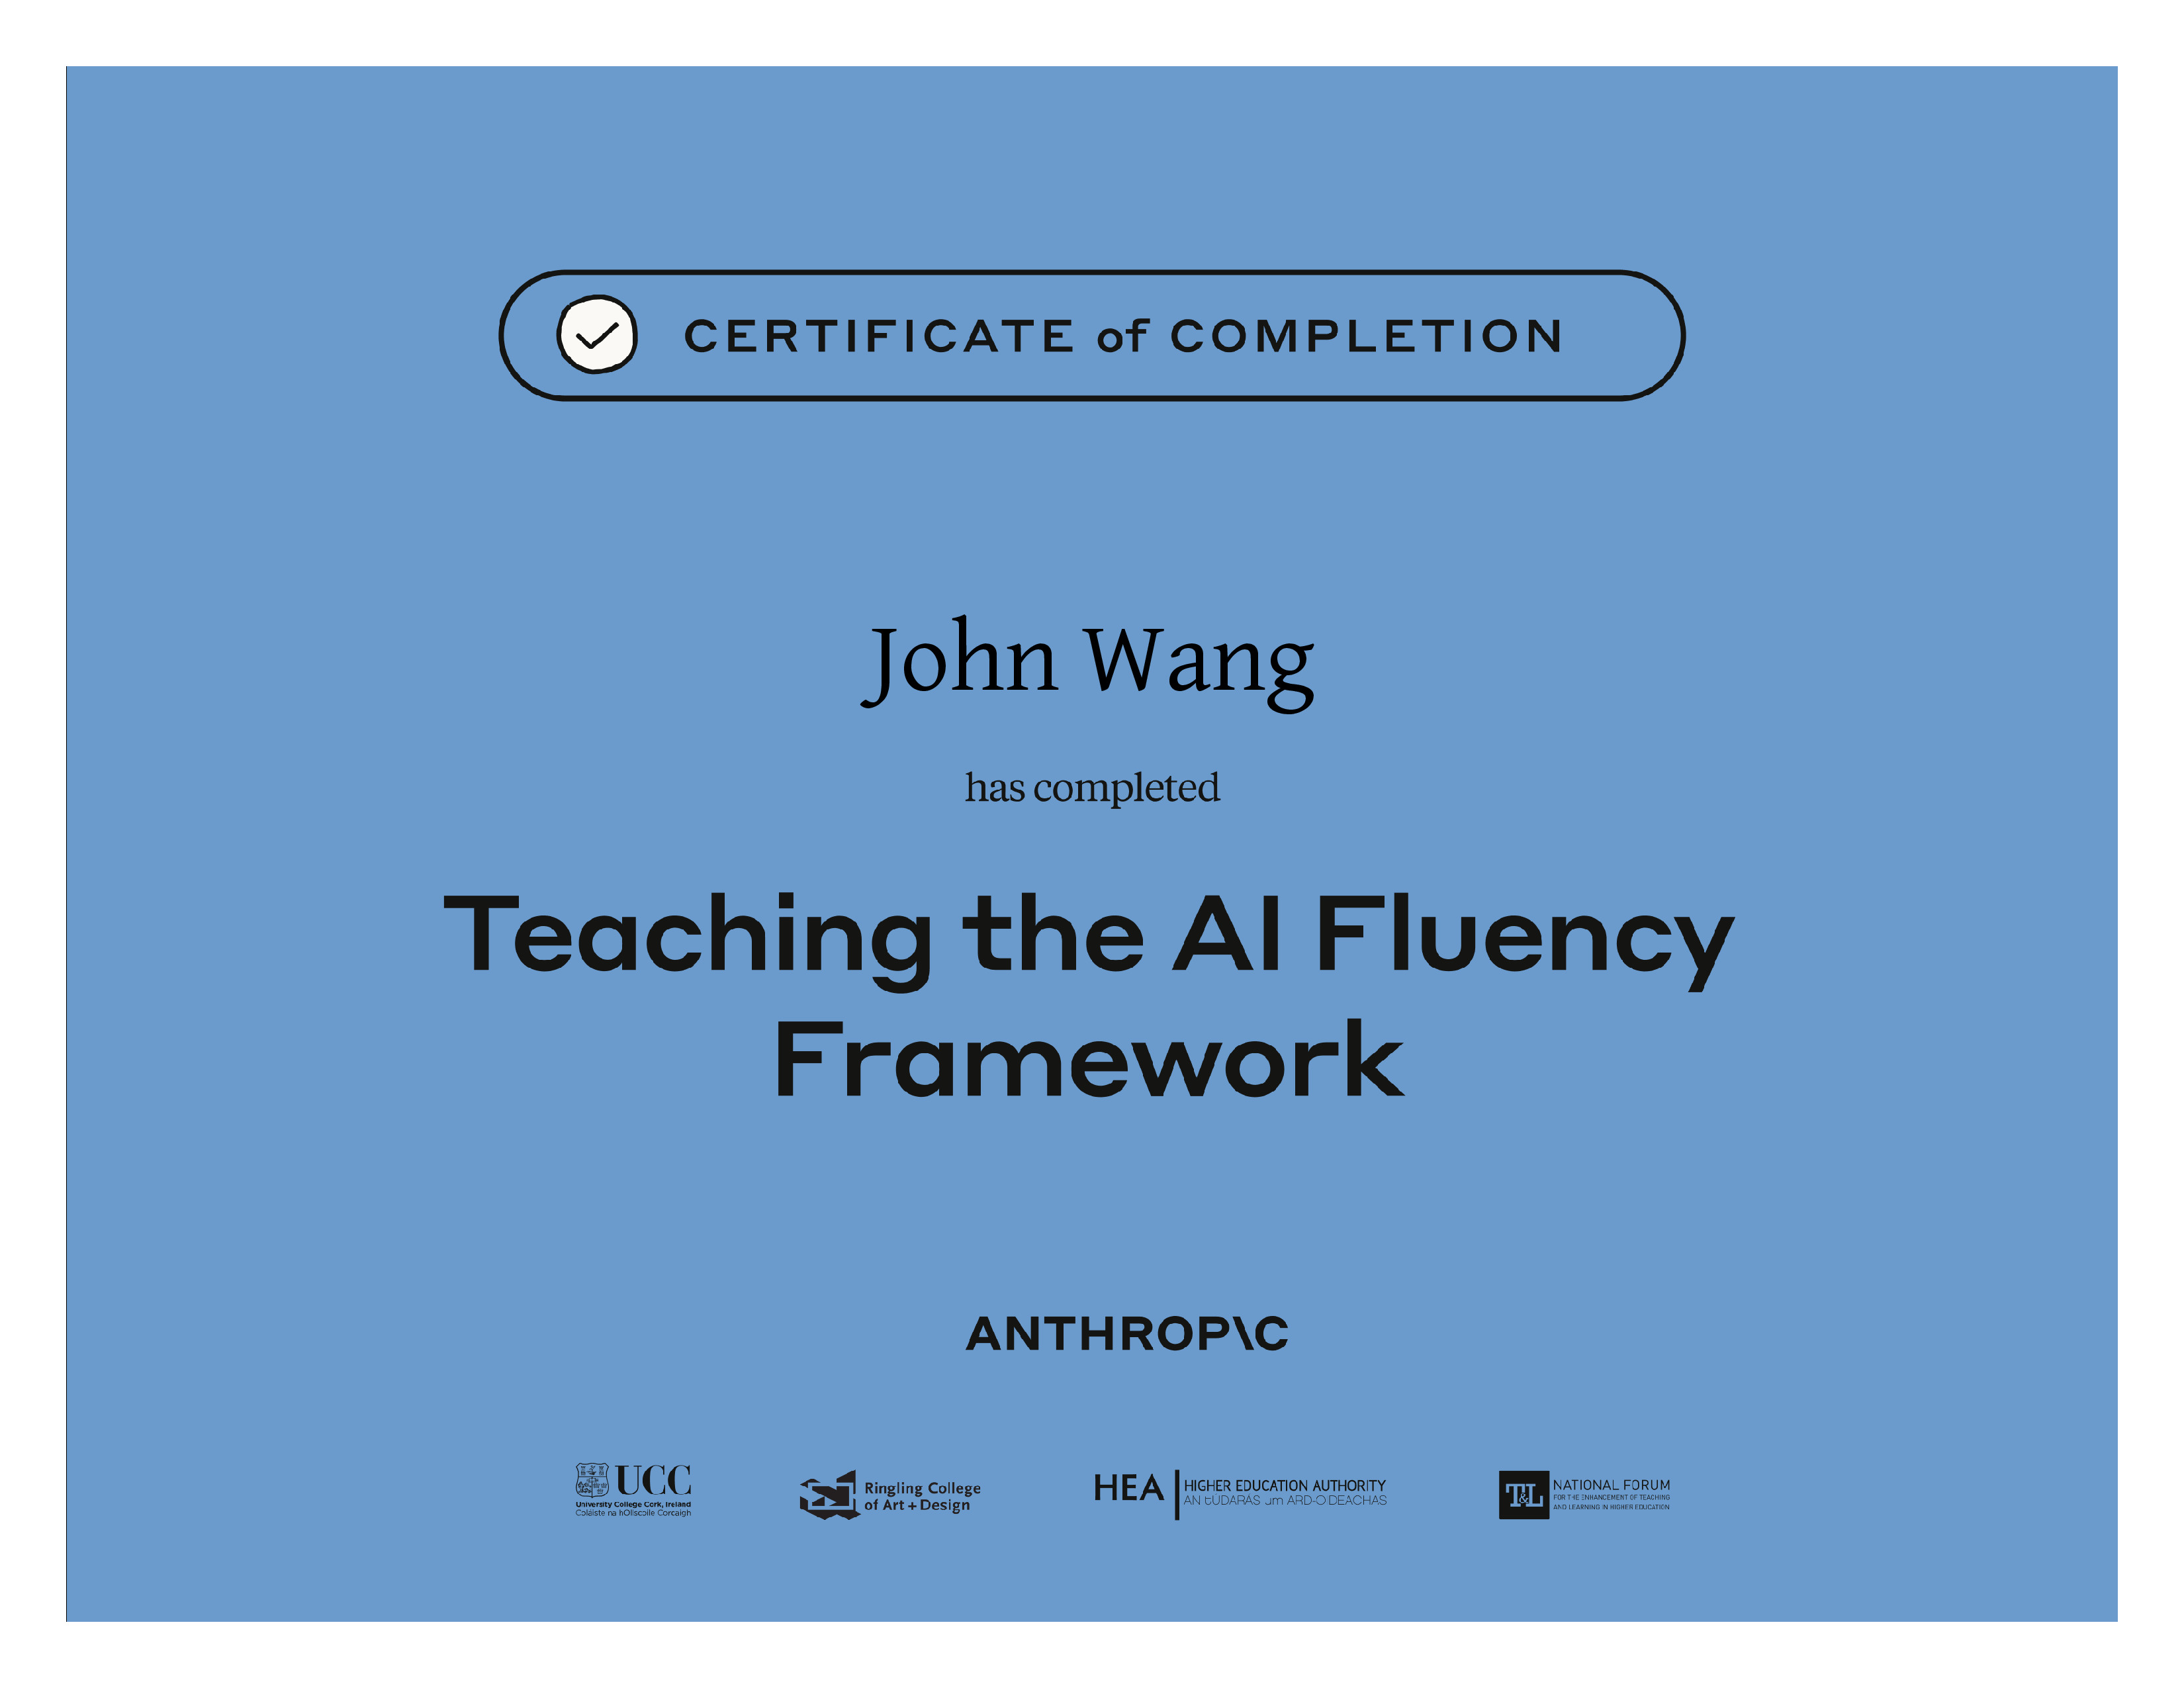 CERTIFICATE of COMPLETION
John Wang
has completed
Teaching the AI Fluency
Framework
ANTHROP\C
UCC
University College Cork, Ireland
Coláiste na hOllscoile Corcaigh
Ringling College
of Art + Design
HEA
HIGHER EDUCATION AUTHORITY
AN tÚDARÁS um ARD-OIDEACHAS
T&L
NATIONAL FORUM
FOR THE ENHANCEMENT OF TEACHING
AND LEARNING IN HIGHER EDUCATION